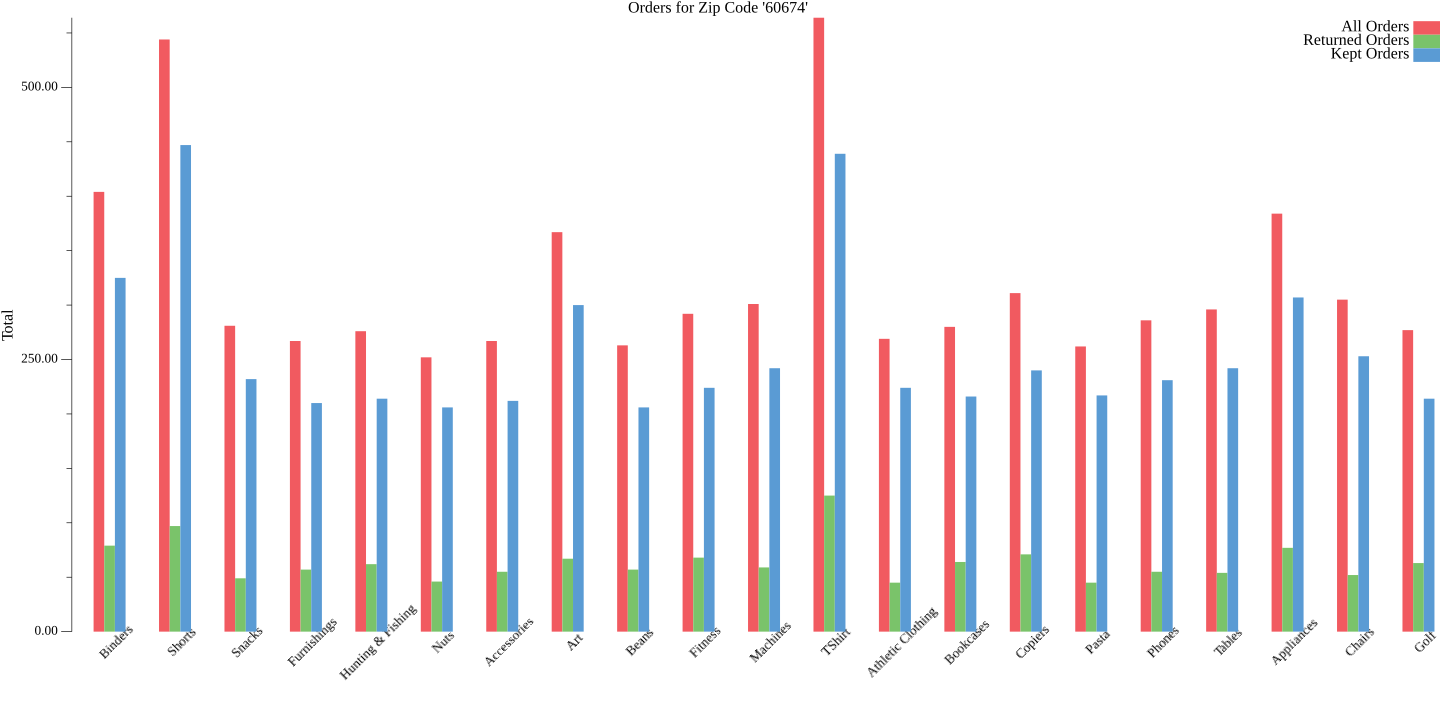 Orders for Zip Code '60674'
All Orders
Returned Orders
Kept Orders
500.00
250.00
0.00
Total
Binders
Shorts
Snacks
Furnishings
Hunting & Fishing
Nuts
Accessories
Art
Beans
Fitness
Machines
TShirt
Athletic Clothing
Bookcases
Copiers
Pasta
Phones
Tables
Appliances
Chairs
Golf